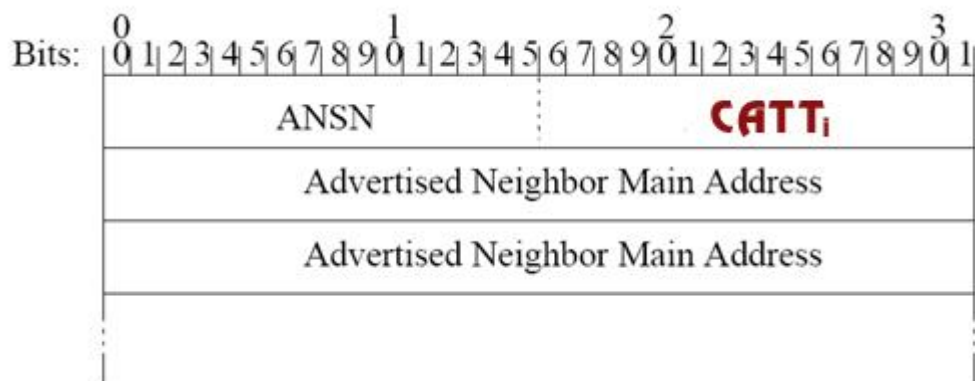 0 1 2 3
Bits: 0 1 2 3 4 5 6 7 8 9 0 1 2 3 4 5 6 7 8 9 0 1 2 3 4 5 6 7 8 9 0 1
ANSN CATTi
Advertised Neighbor Main Address
Advertised Neighbor Main Address